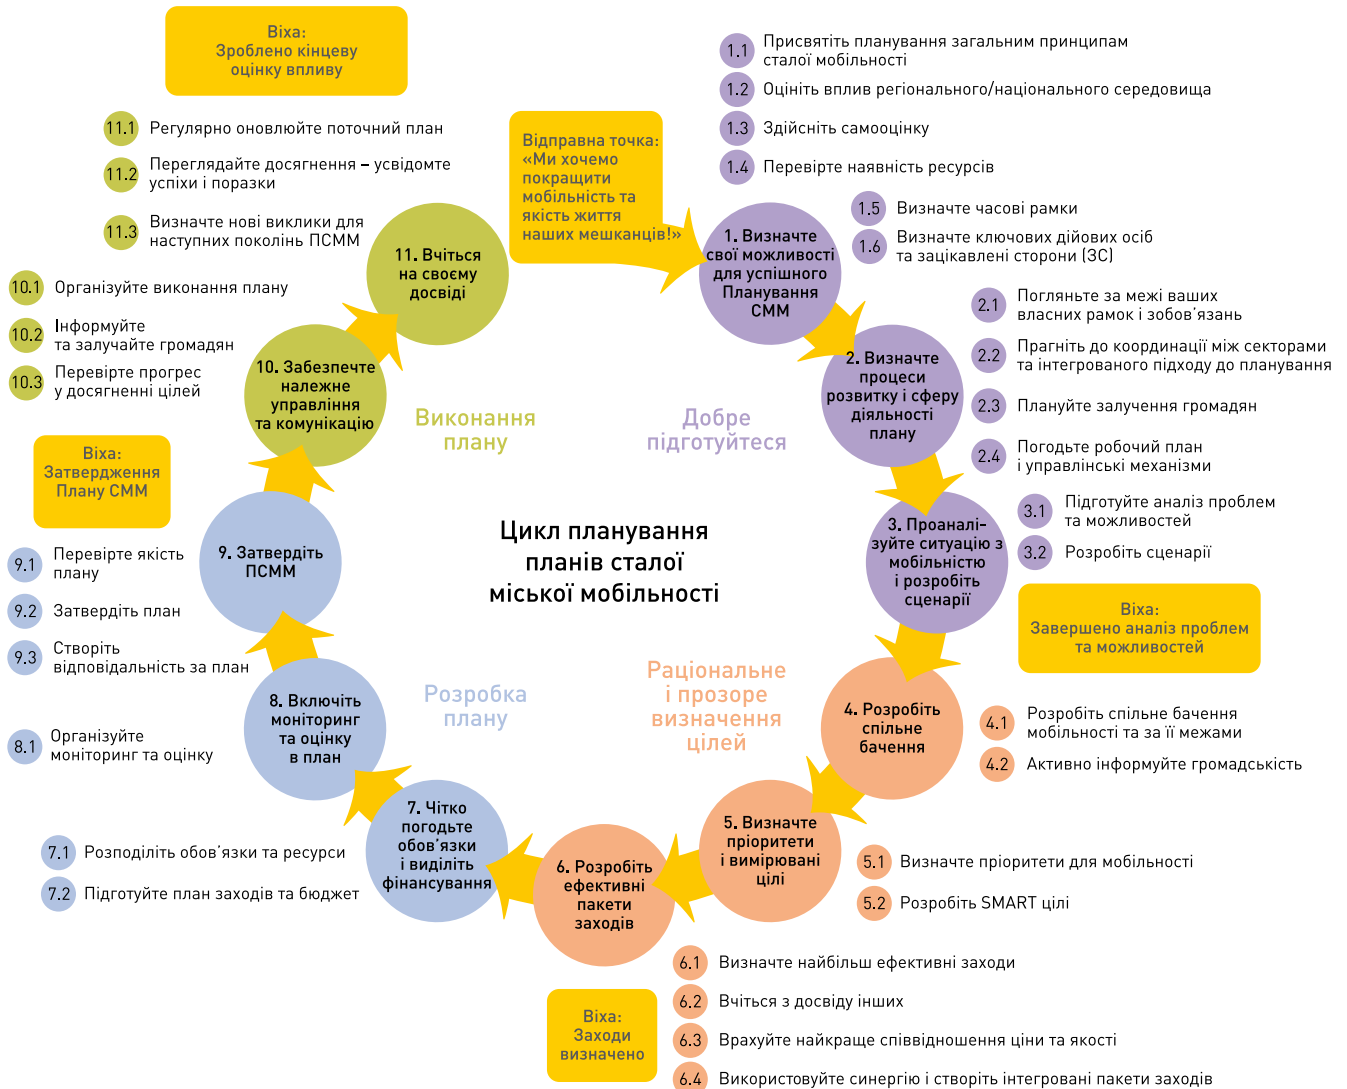 Віха:
Зроблено кінцеву
оцінку впливу
11.1 Регулярно оновлюйте поточний план
11.2 Переглядайте досягнення – усвідомте
успіхи і поразки
11.3 Визначте нові виклики для
наступних поколінь ПСММ
11. Вчіться
на своєму
досвіді
Відправна точка:
«Ми хочемо
покращити
мобільність та
якість життя
наших мешканців!»
1.1 Присвятіть планування загальним принципам
сталої мобільності
1.2 Оцініть вплив регіонального/національного середовища
1.3 Здійсніть самооцінку
1.4 Перевірте наявність ресурсів
1.5 Визначте часові рамки
1.6 Визначте ключових дійових осіб
та зацікавлені сторони (ЗС)
1. Визначте
свої можливості
для успішного
Планування
СММ
2.1 Погляньте за межі ваших
власних рамок і зобов’язань
2.2 Прагніть до координації між секторами
та інтегрованого підходу до планування
2.3 Плануйте залучення громадян
2.4 Погодьте робочий план
і управлінські механізми
2. Визначте
процеси
розвитку і сферу
діяльності
плану
10.1 Організуйте виконання плану
10.2 Інформуйте
та залучайте громадян
10.3 Перевірте прогрес
у досягненні цілей
10. Забезпечте
належне
управління
та комунікацію
Виконання
плану
Добре
підготуйтеся
Віха:
Затвердження
Плану СММ
9. Затвердіть
ПСММ
Цикл планування
планів сталої
міської мобільності
3. Проаналі-
зуйте ситуацію з
мобільністю
і розробіть
сценарії
3.1 Підготуйте аналіз проблем
та можливостей
3.2 Розробіть сценарії
Віха:
Завершено аналіз проблем
та можливостей
9.1 Перевірте якість
плану
9.2 Затвердіть план
9.3 Створіть
відповідальність за план
8. Включіть
моніторинг
та оцінку
в план
Розробка
плану
Раціональне
і прозоре
визначення
цілей
4. Розробіть
спільне
бачення
4.1 Розробіть спільне бачення
мобільності та за її межами
4.2 Активно інформуйте громадськість
8.1 Організуйте
моніторинг та оцінку
7. Чітко
погодьте
обов’язки
і виділіть
фінансування
7.1 Розподіліть обов’язки та ресурси
7.2 Підготуйте план заходів та бюджет
6. Розробіть
ефективні
пакети
заходів
5. Визначте
пріоритети
і вимірювані
цілі
5.1 Визначте пріоритети для мобільності
5.2 Розробіть SMART цілі
Віха:
Заходи
визначено
6.1 Визначте найбільш ефективні заходи
6.2 Вчіться з досвіду інших
6.3 Врахуйте найкраще співвідношення ціни та якості
6.4 Використовуйте синергію і створіть інтегровані пакети заходів